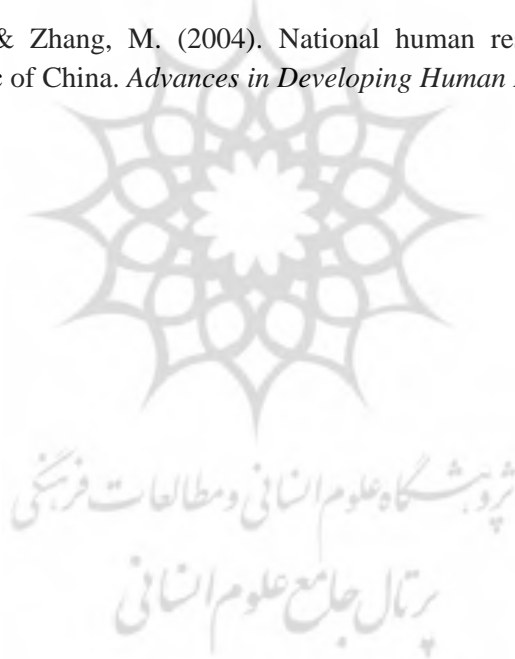 & Zhang, M. (2004). National human rea
of China. Advances in Developing Human
پژوهشگاه علوم انسانی و مطالعات فرهنگی
پرتال جامع علوم انسانی